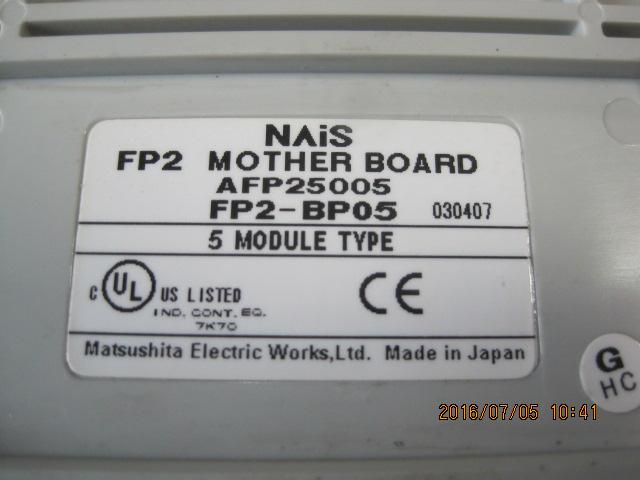 NAiS
FP2 MOTHER BOARD
AFP25005
FP2-BP05 030407
5 MODULE TYPE
C UL US LISTED
IND. CONT. EQ.
7K70
CE
Matsushita Electric Works,Ltd. Made in Japan
G
HC
2016/07/05 10:41